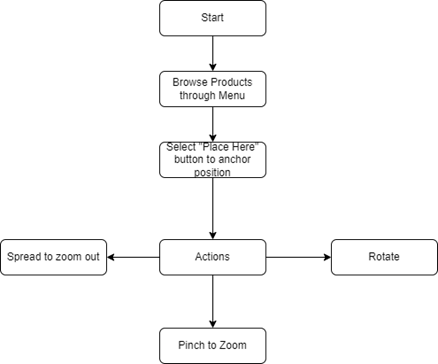 Start
Browse Products
through Menu
Select "Place Here"
button to anchor
position
Spread to zoom out
Actions
Rotate
Pinch to Zoom